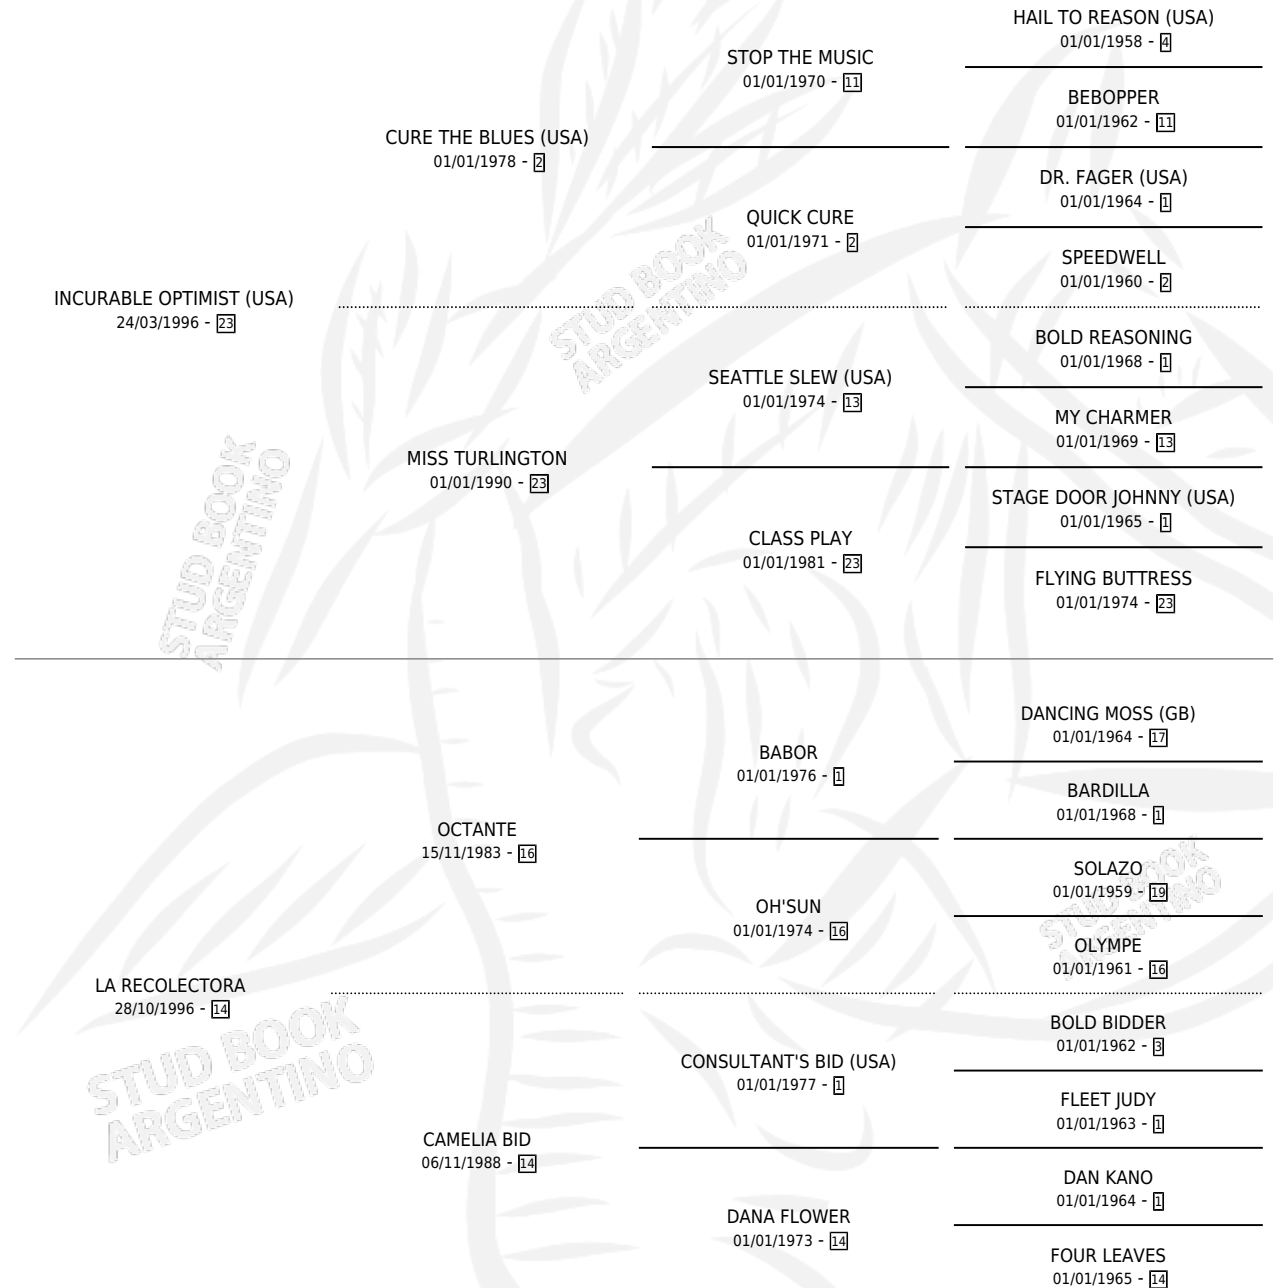 HAIL TO REASON (USA)
01/01/1958 - 4
STOP THE MUSIC
01/01/1970 - 11
BEBOPPER
01/01/1962 - 11
CURE THE BLUES (USA)
01/01/1978 - 2
DR. FAGER (USA)
01/01/1964 - 1
QUICK CURE
01/01/1971 - 2
SPEEDWELL
01/01/1960 - 2
INCURABLE OPTIMIST (USA)
24/03/1996 - 23
BOLD REASONING
01/01/1968 - 1
SEATTLE SLEW (USA)
01/01/1974 - 13
MY CHARMER
01/01/1969 - 13
MISS TURLINGTON
01/01/1990 - 23
STAGE DOOR JOHNNY (USA)
01/01/1965 - 1
CLASS PLAY
01/01/1981 - 23
FLYING BUTTRESS
01/01/1974 - 23
DANCING MOSS (GB)
01/01/1964 - 17
BABOR
01/01/1976 - 1
BARDILLA
01/01/1968 - 1
OCTANTE
15/11/1983 - 16
SOLAZO
01/01/1959 - 19
OH'SUN
01/01/1974 - 16
OLYMPE
01/01/1961 - 16
LA RECOLECTORA
28/10/1996 - 14
BOLD BIDDER
01/01/1962 - 3
CONSULTANT'S BID (USA)
01/01/1977 - 1
FLEET JUDY
01/01/1963 - 1
CAMELIA BID
06/11/1988 - 14
DAN KANO
01/01/1964 - 1
DANA FLOWER
01/01/1973 - 14
FOUR LEAVES
01/01/1965 - 14
STUD BOOK
ARGENTINO
STUD BOOK
ARGENTINO
STUD BOOK
ARGENTINO
STUD BOOK
ARGENTINO